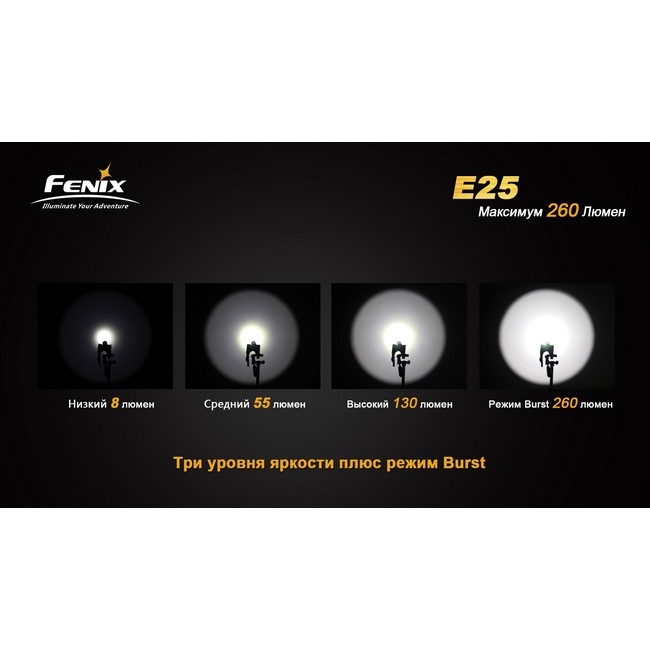 FENIX
Illuminate Your Adventure
E25
Максимум 260 Люмен
Низкий 8 люмен
Средний 55 люмен
Высокий 130 люмен
Режим Burst 260 люмен
Три уровня яркости плюс режим Burst